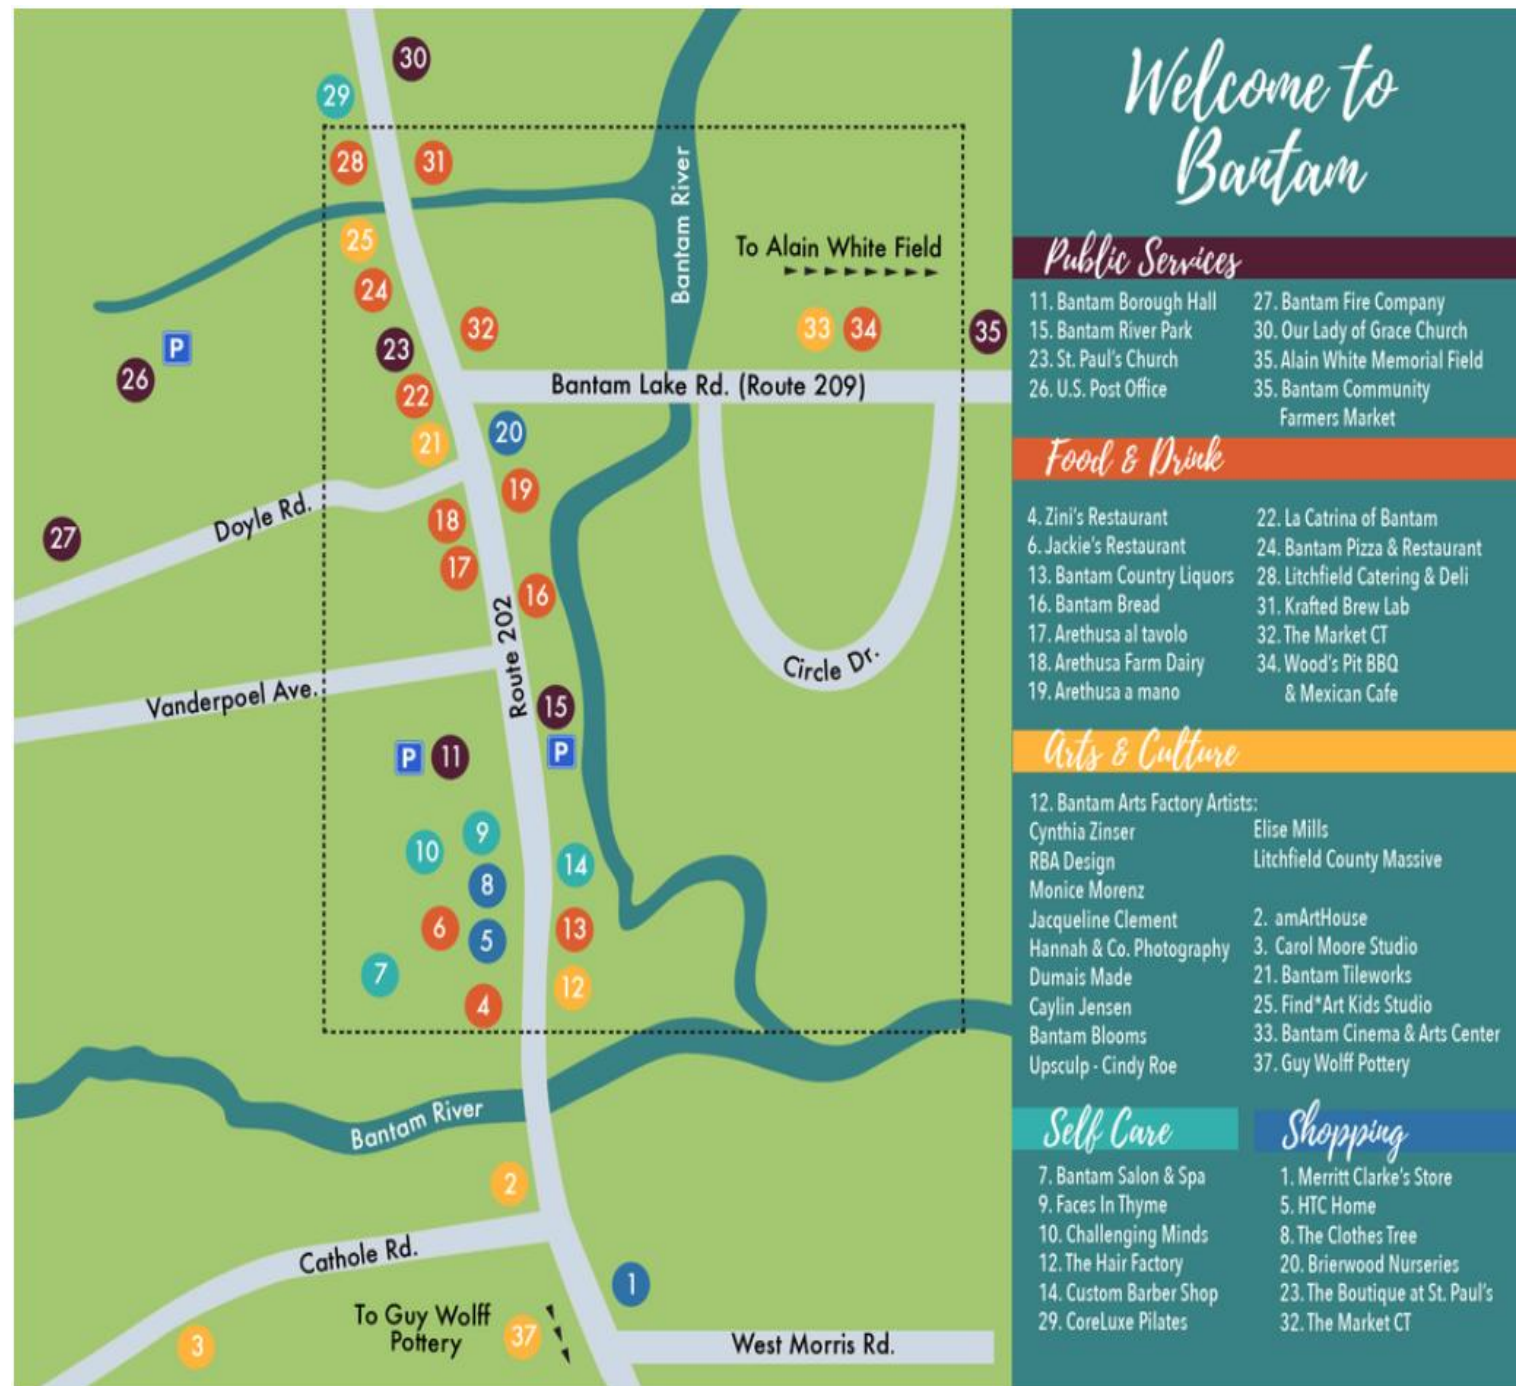 30
29
28
31
25
To Alain White Field
24
Bantam River
32
33
34
35
23
P
26
Bantam Lake Rd. (Route 209)
22
21
20
19
18
Doyle Rd.
27
17
16
Route 202
Circle Dr.
Vanderpoel Ave.
15
P
11
P
9
10
14
8
6
5
13
7
12
4
Bantam River
2
Cathole Rd.
1
To Guy Wolff
Pottery
37
3
West Morris Rd.
Welcome to
Bantam
Public Services
11. Bantam Borough Hall
15. Bantam River Park
23. St. Paul's Church
26. U.S. Post Office
27. Bantam Fire Company
30. Our Lady of Grace Church
35. Alain White Memorial Field
35. Bantam Community
Farmers Market
Food & Drink
4. Zini's Restaurant
6. Jackie's Restaurant
13. Bantam Country Liquors
16. Bantam Bread
17. Arethusa al tavolo
18. Arethusa Farm Dairy
19. Arethusa a mano
22. La Catrina of Bantam
24. Bantam Pizza & Restaurant
28. Litchfield Catering & Deli
31. Krafted Brew Lab
32. The Market CT
34. Wood's Pit BBQ
& Mexican Cafe
Arts & Culture
12. Bantam Arts Factory Artists:
Cynthia Zinser
RBA Design
Monice Morenz
Jacqueline Clement
Hannah & Co. Photography
Dumais Made
Caylin Jensen
Bantam Blooms
Upsculp - Cindy Roe
Elise Mills
Litchfield County Massive
2. amArtHouse
3. Carol Moore Studio
21. Bantam Tileworks
25. Find*Art Kids Studio
33. Bantam Cinema & Arts Center
37. Guy Wolff Pottery
Self Care
7. Bantam Salon & Spa
9. Faces In Thyme
10. Challenging Minds
12. The Hair Factory
14. Custom Barber Shop
29. CoreLuxe Pilates
Shopping
1. Merritt Clarke's Store
5. HTC Home
8. The Clothes Tree
20. Brierwood Nurseries
23. The Boutique at St. Paul's
32. The Market CT